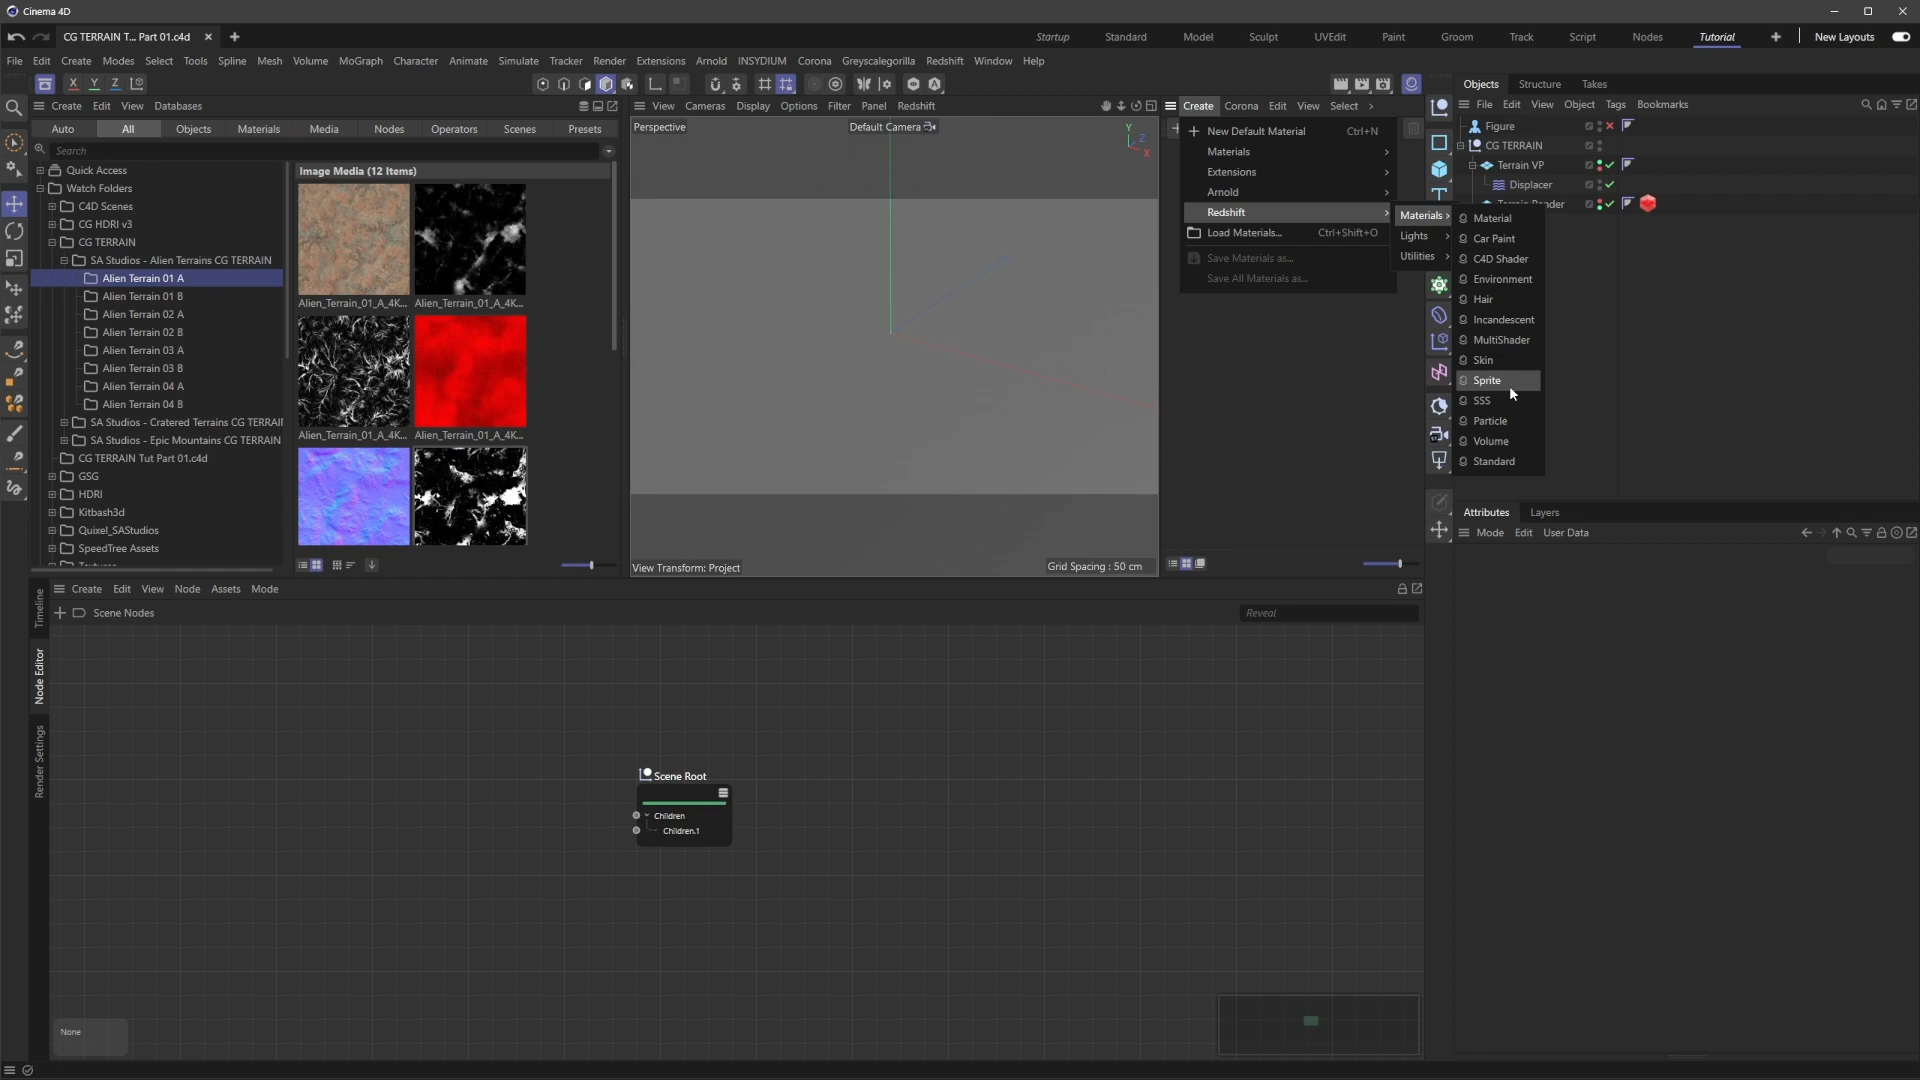 Cinema 4D
CG TERRAIN T... Part 01.c4d
Startup Standard Model Sculpt UVEdit Paint Groom Track Script Nodes Tutorial New Layouts
File Edit Create Modes Select Tools Spline Mesh Volume MoGraph Character Animate Simulate Tracker Render Extensions Arnold INSYDIUM Corona Greyscalegorilla Redshift Window Help
X Y Z
Create Edit View Databases
Auto All Objects Materials Media Nodes Operators Scenes Presets
Search
Quick Access
Watch Folders
C4D Scenes
CG HDRI v3
CG TERRAIN
SA Studios - Alien Terrains CG TERRAIN
Alien Terrain 01 A
Alien Terrain 01 B
Alien Terrain 02 A
Alien Terrain 02 B
Alien Terrain 03 A
Alien Terrain 03 B
Alien Terrain 04 A
Alien Terrain 04 B
SA Studios - Cratered Terrains CG TERRAI
SA Studios - Epic Mountains CG TERRAIN
CG TERRAIN Tut Part 01.c4d
GSG
HDRI
Kitbash3d
Quixel_SAStudios
SpeedTree Assets
Image Media (12 Items)
Alien_Terrain_01_A_4K... Alien_Terrain_01_A_4K...
Alien_Terrain_01_A_4K... Alien_Terrain_01_A_4K...
View Cameras Display Options Filter Panel Redshift
Perspective
Default Camera
Y
Z
X
View Transform: Project
Grid Spacing : 50 cm
Create Corona Edit View Select
New Default Material Ctrl+N
Materials
Extensions
Arnold
Redshift
Load Materials... Ctrl+Shift+O
Save Materials as...
Save All Materials as...
Materials
Lights
Utilities
Material
Car Paint
C4D Shader
Environment
Hair
Incandescent
MultiShader
Skin
Sprite
SSS
Particle
Volume
Standard
Objects Structure Takes
File Edit View Object Tags Bookmarks
Figure
CG TERRAIN
Terrain VP
Displacer
Terrain Render
Attributes Layers
Mode Edit User Data
Timeline
Node Editor
Render Settings
Create Edit View Node Assets Mode
Scene Nodes
Reveal
Scene Root
Children
Children.1
None